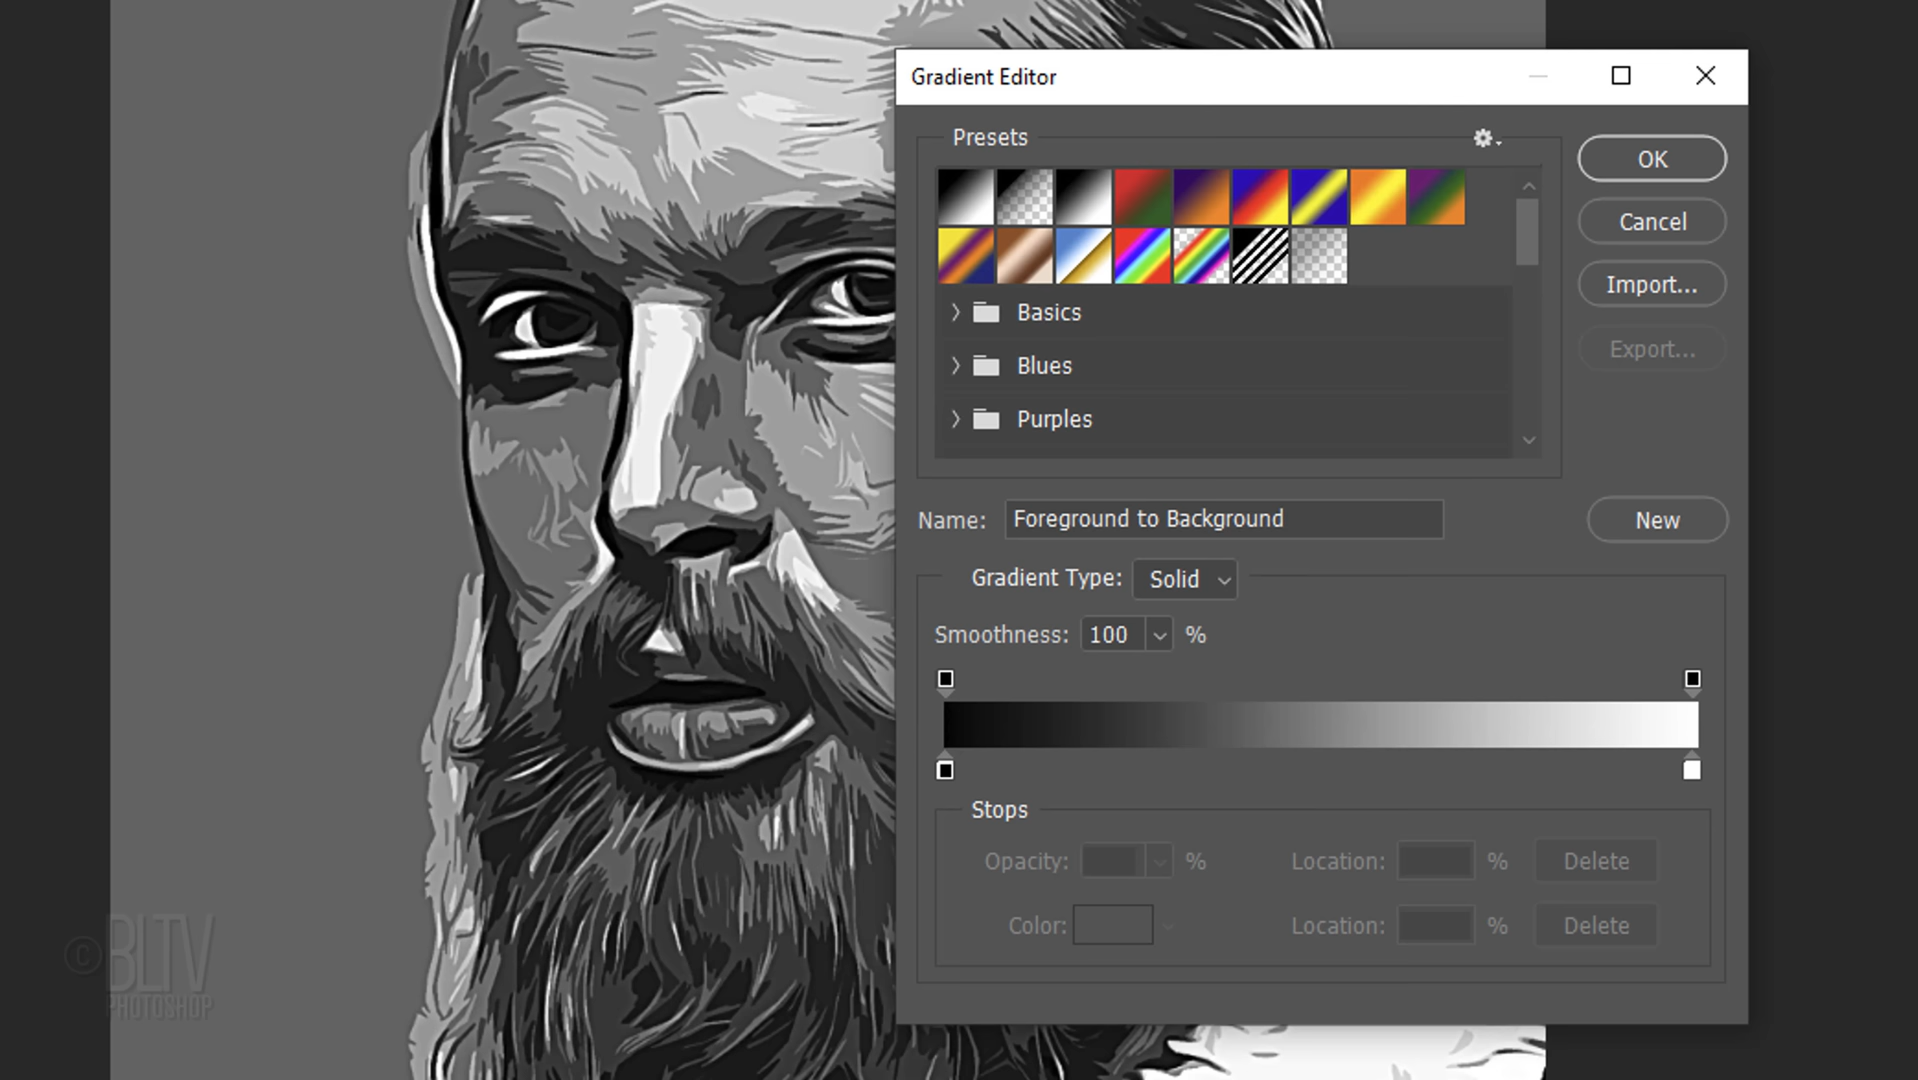 Gradient Editor
Presets
OK
Cancel
Import...
Export...
Basics
Blues
Purples
Name: Foreground to Background
New
Gradient Type: Solid
Smoothness: 100 %
Stops
Opacity: % Location: % Delete
Color: Location: % Delete
© BLTV
PHOTOSHOP